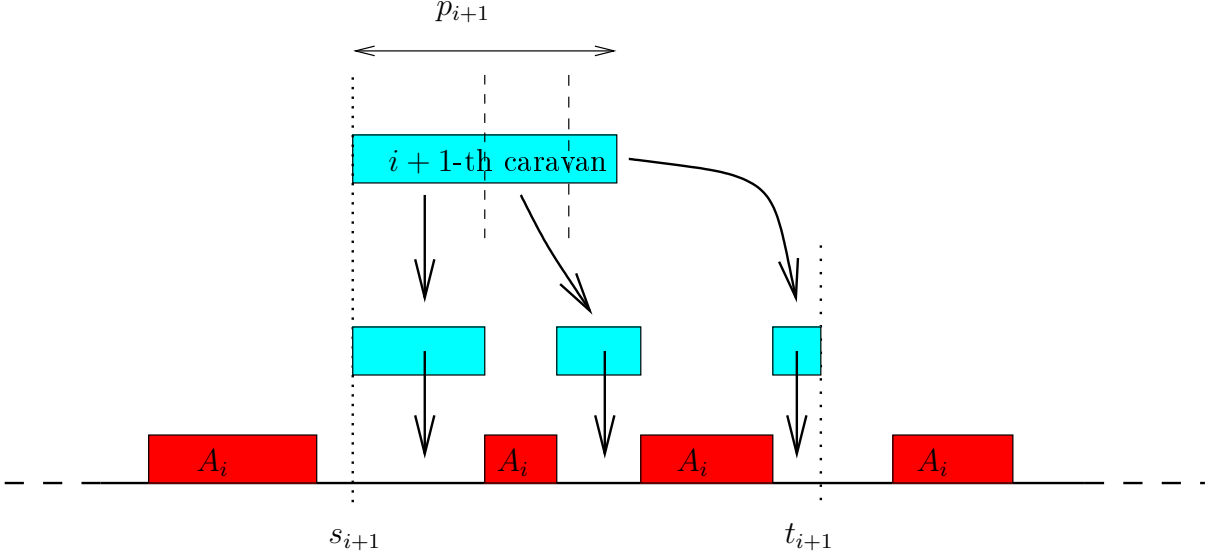 p_{i+1}
i + 1-th caravan
A_i A_i A_i A_i
s_{i+1} t_{i+1}